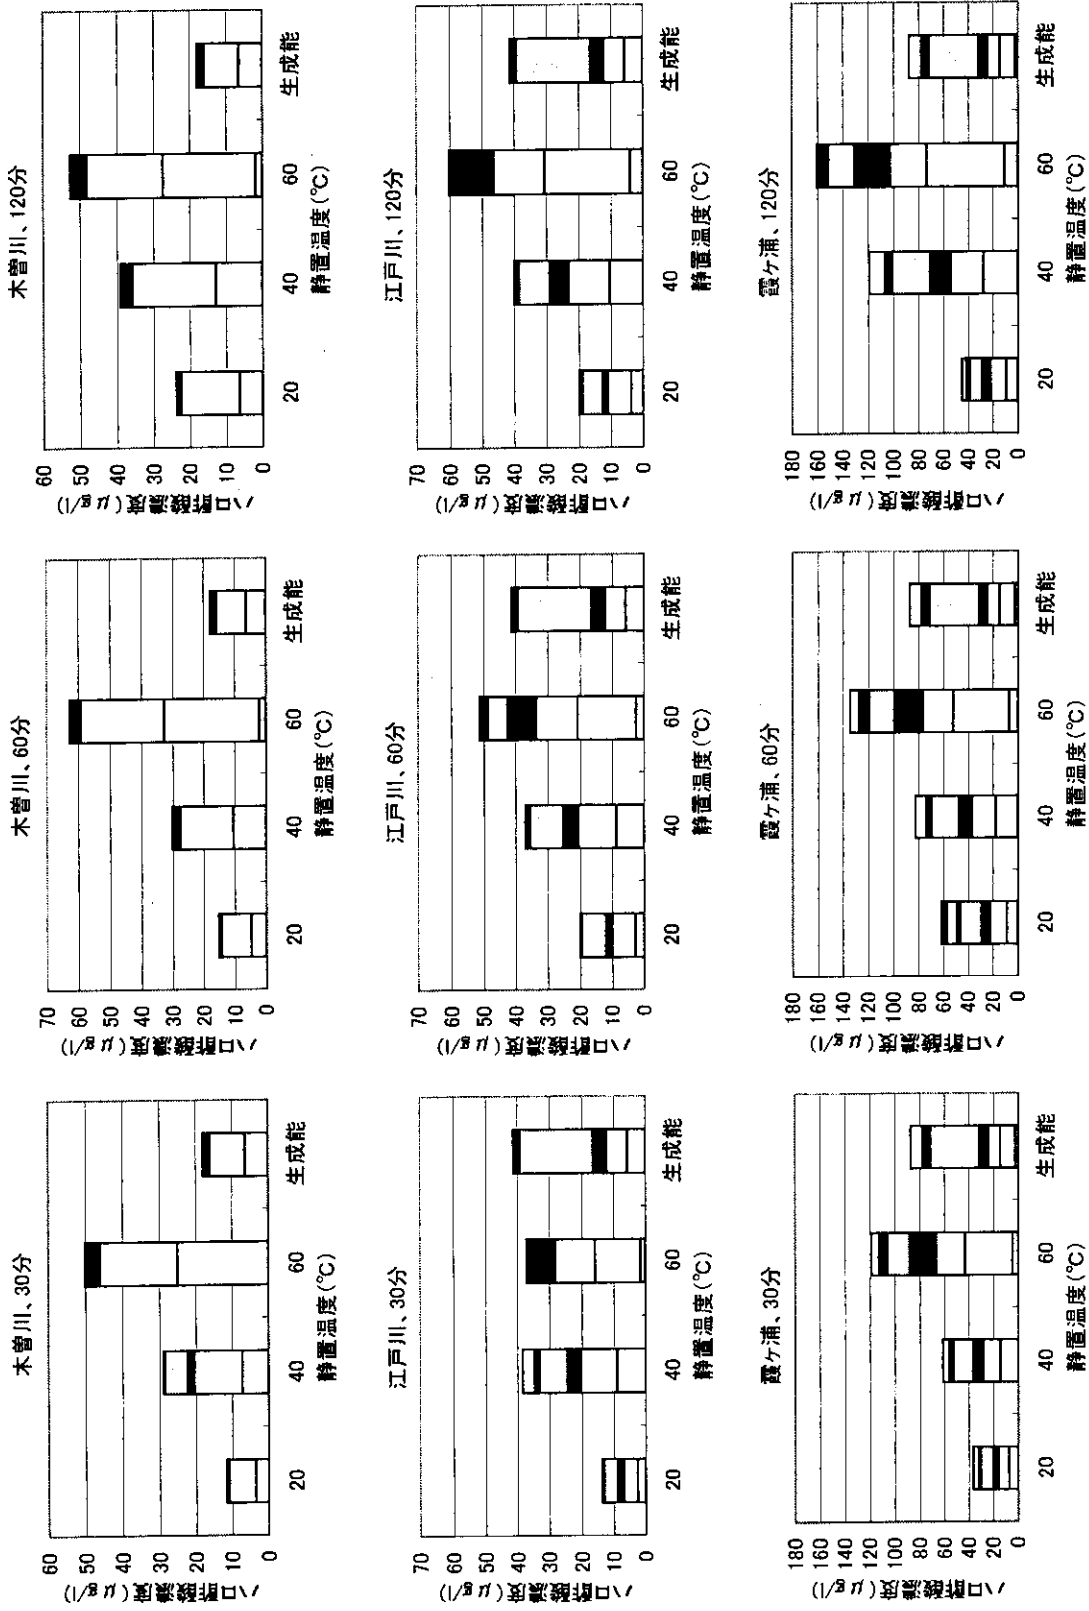 木曽川、30分
ハロ酢酸濃度(μg/l)
60
50
40
30
20
10
0
20 40 60 生成能
静置温度(℃)
木曽川、60分
ハロ酢酸濃度(μg/l)
70
60
50
40
30
20
10
0
20 40 60 生成能
静置温度(℃)
木曽川、120分
ハロ酢酸濃度(μg/l)
60
50
40
30
20
10
0
20 40 60 生成能
静置温度(℃)
江戸川、30分
ハロ酢酸濃度(μg/l)
70
60
50
40
30
20
10
0
20 40 60 生成能
静置温度(℃)
江戸川、60分
ハロ酢酸濃度(μg/l)
70
60
50
40
30
20
10
0
20 40 60 生成能
静置温度(℃)
江戸川、120分
ハロ酢酸濃度(μg/l)
70
60
50
40
30
20
10
0
20 40 60 生成能
静置温度(℃)
霞ヶ浦、30分
ハロ酢酸濃度(μg/l)
180
160
140
120
100
80
60
40
20
0
20 40 60 生成能
静置温度(℃)
霞ヶ浦、60分
ハロ酢酸濃度(μg/l)
180
160
140
120
100
80
60
40
20
0
20 40 60 生成能
静置温度(℃)
霞ヶ浦、120分
ハロ酢酸濃度(μg/l)
180
160
140
120
100
80
60
40
20
0
20 40 60 生成能
静置温度(℃)